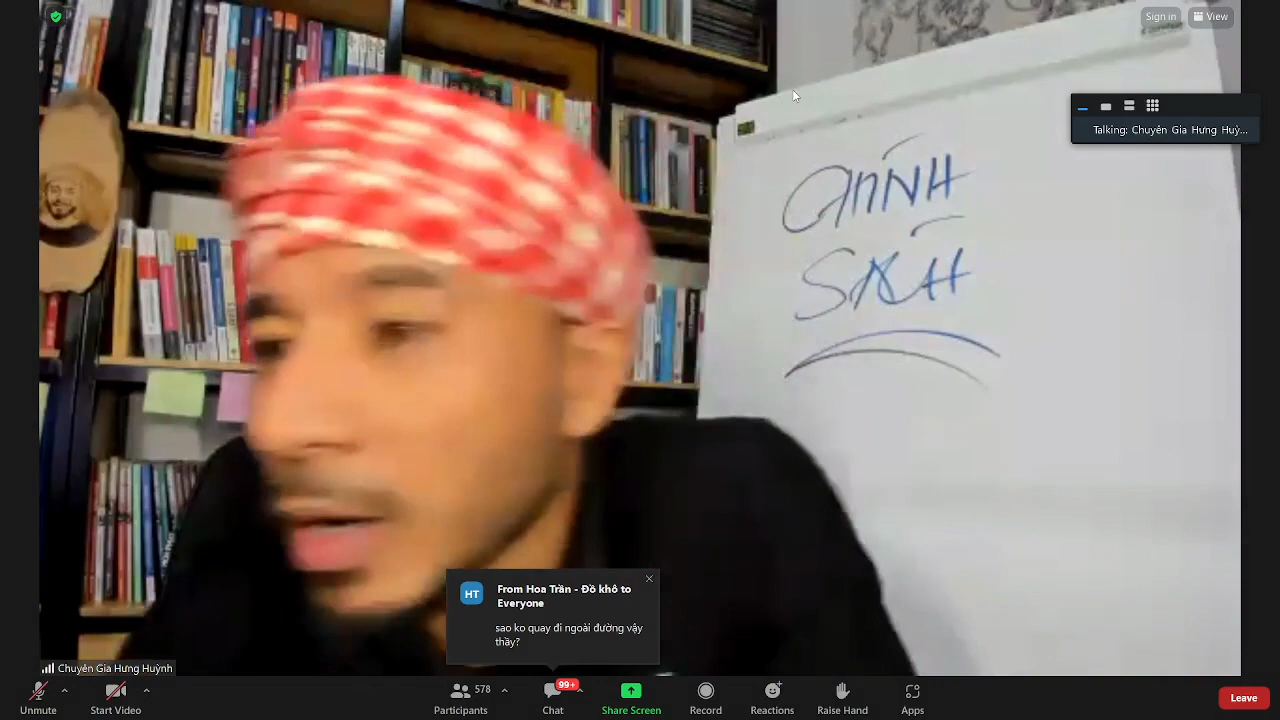 Sign in
View
Talking: Chuyên Gia Hưng Huỳ...
CHÍNH
SÁCH
HT
From Hoa Trần - Đồ khô to
Everyone
sao ko quay đi ngoài đường vậy
thầy?
Chuyên Gia Hưng Huỳnh
Unmute
Start Video
578
Participants
99+
Chat
Share Screen
Record
Reactions
Raise Hand
Apps
Leave